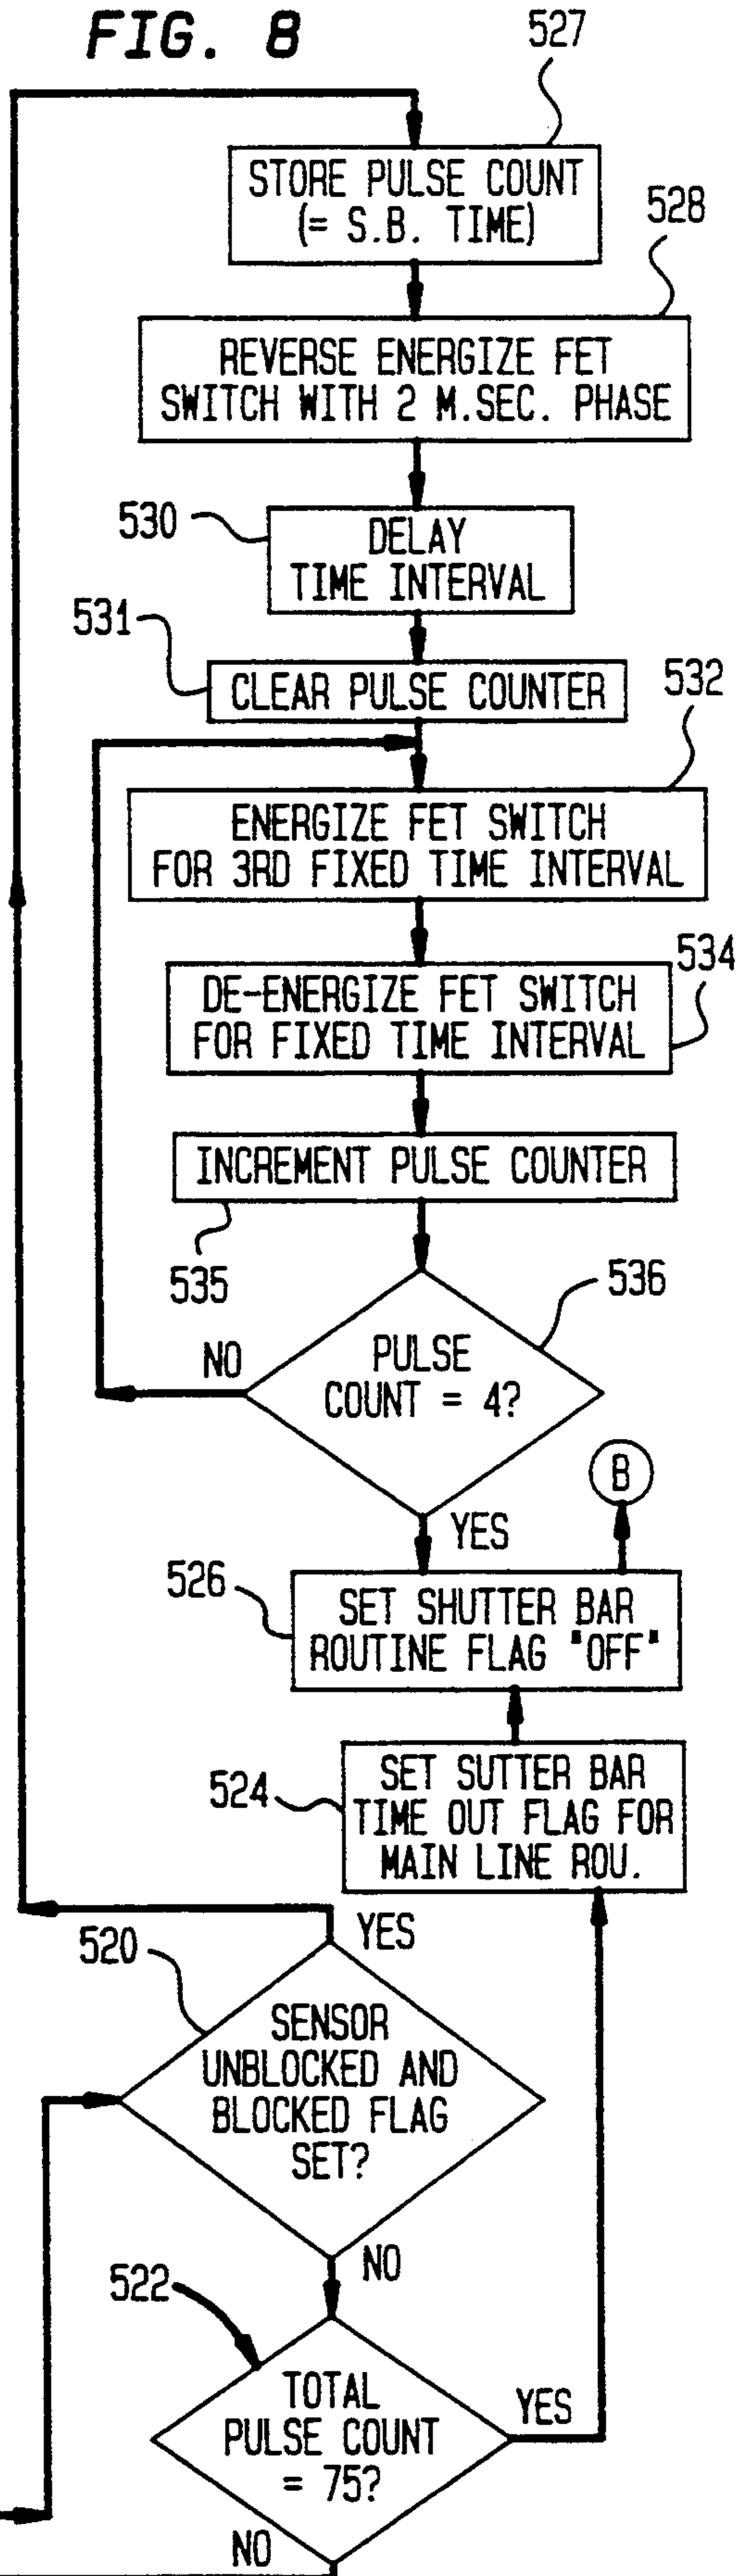 FIG. 8
527
STORE PULSE COUNT
(= S.B. TIME)
528
REVERSE ENERGIZE FET
SWITCH WITH 2 M.SEC. PHASE
530
DELAY
TIME INTERVAL
531
CLEAR PULSE COUNTER
532
ENERGIZE FET SWITCH
FOR 3RD FIXED TIME INTERVAL
534
DE-ENERGIZE FET SWITCH
FOR FIXED TIME INTERVAL
INCREMENT PULSE COUNTER
535
536
PULSE
COUNT = 4?
NO
B
YES
526
SET SHUTTER BAR
ROUTINE FLAG "OFF"
524
SET SUTTER BAR
TIME OUT FLAG FOR
MAIN LINE ROU.
YES
520
SENSOR
UNBLOCKED AND
BLOCKED FLAG
SET?
NO
522
TOTAL
PULSE COUNT
= 75?
YES
NO